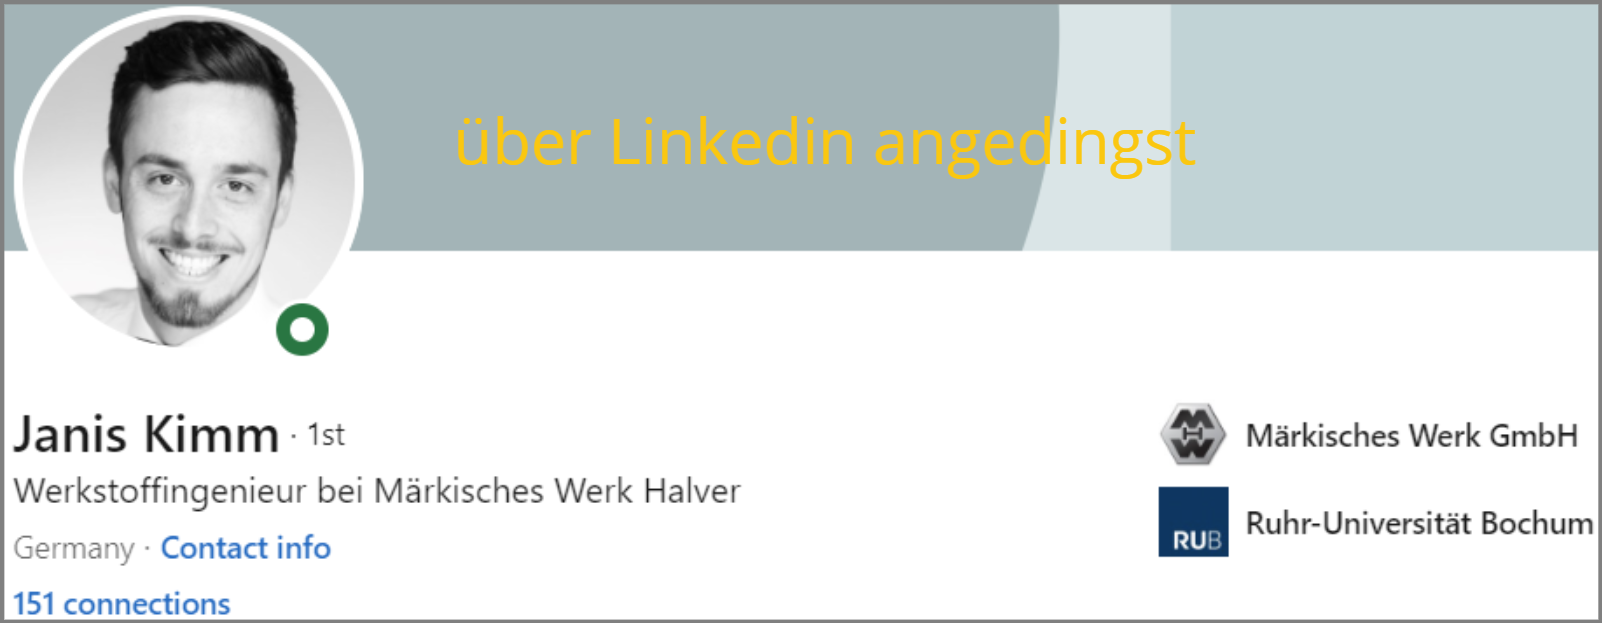 über Linkedin angedingst
Janis Kimm · 1st
Werkstoffingenieur bei Märkisches Werk Halver
Germany · Contact info
151 connections
MHW
Märkisches Werk GmbH
RUB
Ruhr-Universität Bochum